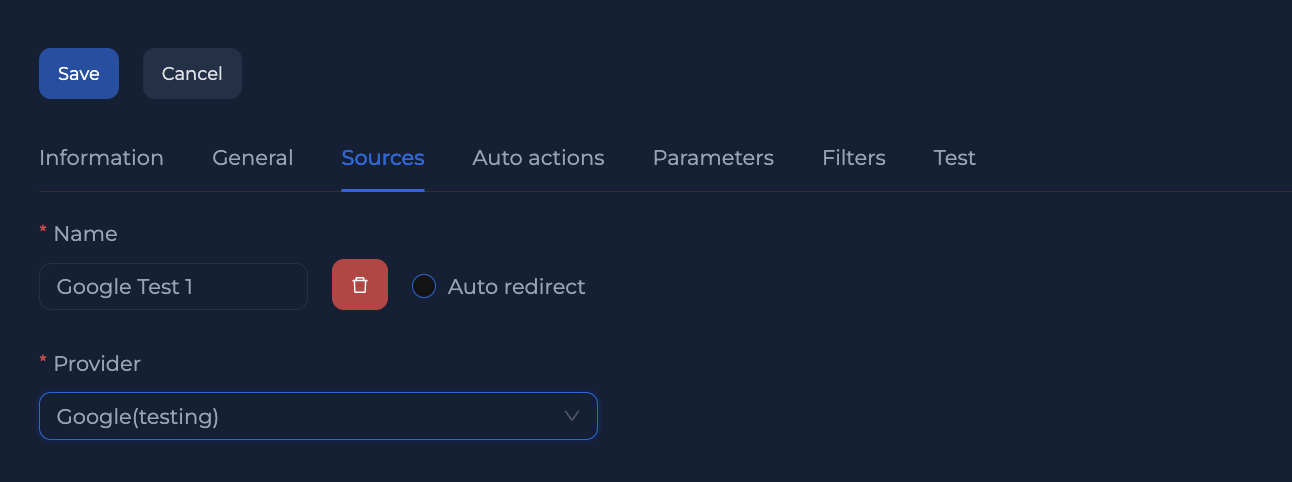 Save Cancel
Information General Sources Auto actions Parameters Filters Test
* Name
Google Test 1 Auto redirect
* Provider
Google(testing)